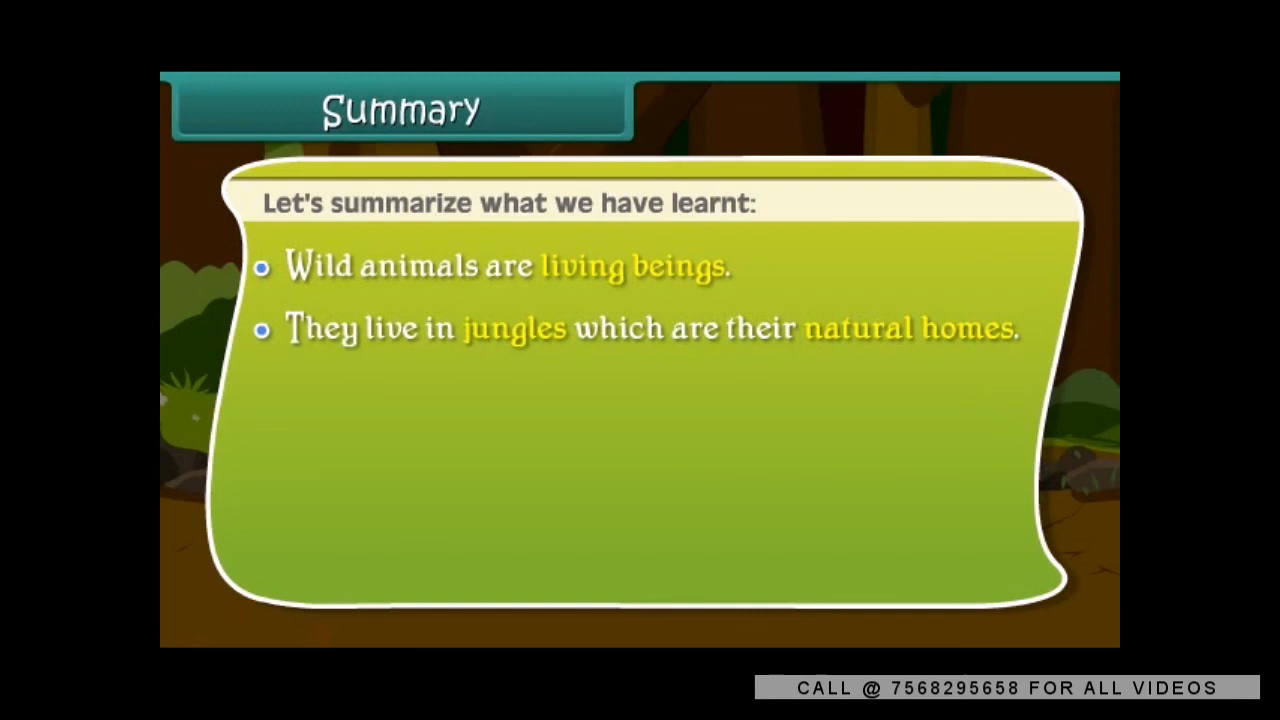 Summary
Let's summarize what we have learnt:
Wild animals are living beings.
They live in jungles which are their natural homes.
CALL @ 7568295658 FOR ALL VIDEOS